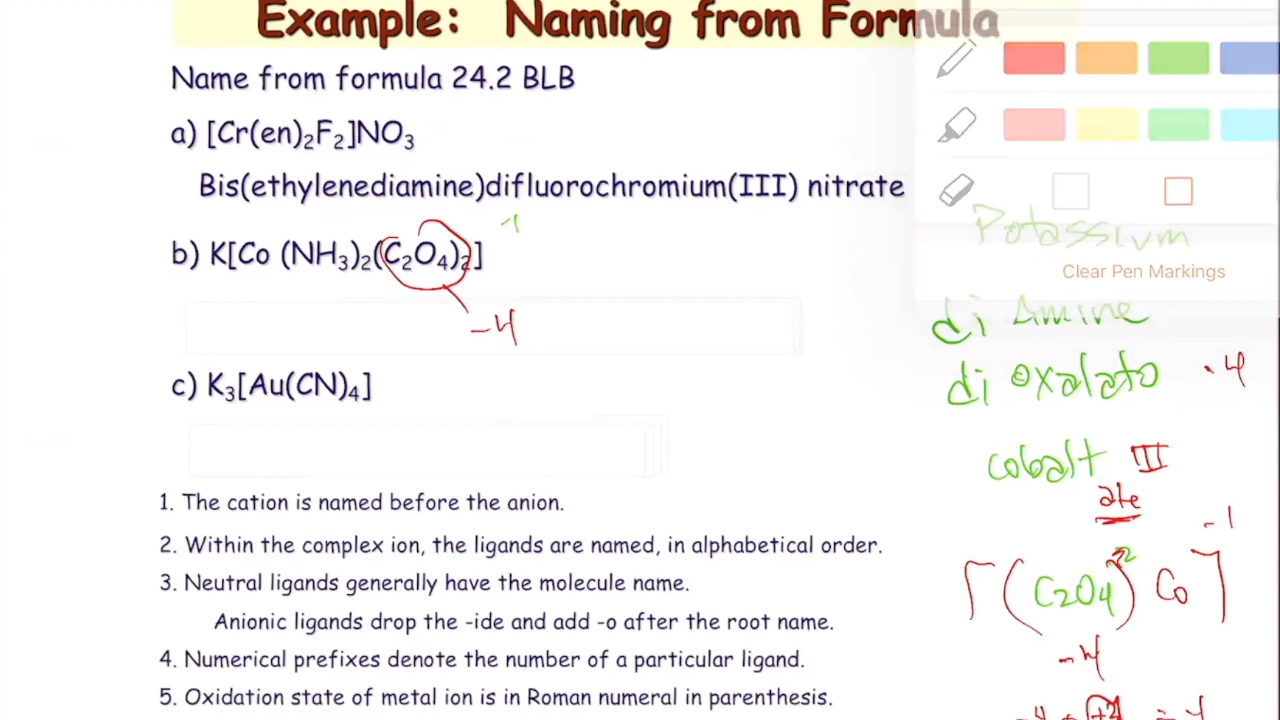 Example: Naming from Formula
Name from formula 24.2 BLB
a) [Cr(en)₂F₂]NO₃
Bis(ethylenediamine)difluorochromium(III) nitrate
-1
Potassium
b) K[Co (NH₃)₂(C₂O₄)₂]
Clear Pen Markings
-4
di Amine
di oxalato -4
c) K₃[Au(CN)₄]
cobalt III
ate
1. The cation is named before the anion.
-1
2. Within the complex ion, the ligands are named, in alphabetical order.
3. Neutral ligands generally have the molecule name.
[(C2O4) Co]
Anionic ligands drop the -ide and add -o after the root name.
4. Numerical prefixes denote the number of a particular ligand.
-4
5. Oxidation state of metal ion is in Roman numeral in parenthesis.